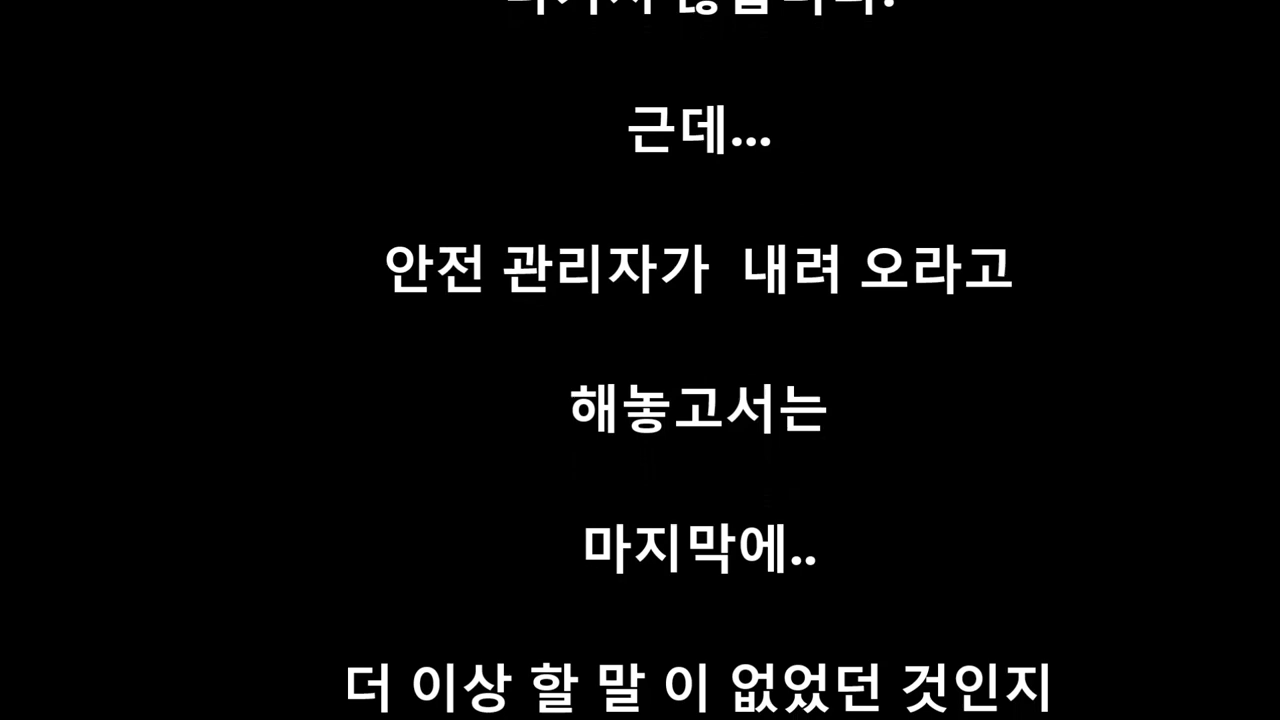 근데...
안전 관리자가  내려 오라고
해놓고서는
마지막에..
더 이상 할 말 이 없었던 것인지